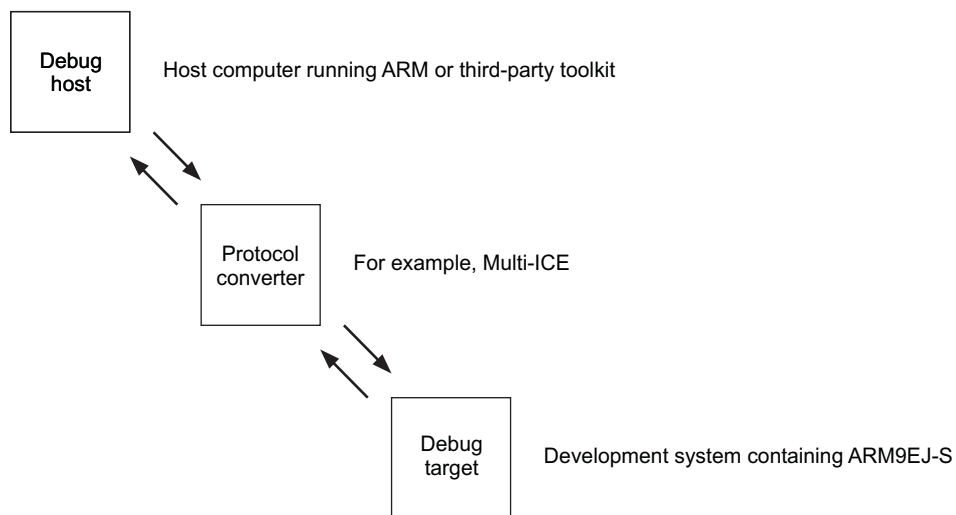 Debug
host
Host computer running ARM or third-party toolkit
Protocol
converter
For example, Multi-ICE
Debug
target
Development system containing ARM9EJ-S